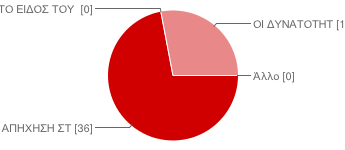 ΤΟ ΕΙΔΟΣ ΤΟΥ [0]
ΟΙ ΔΥΝΑΤΟΤΗΤ [1
Άλλο [0]
ΑΠΗΧΗΣΗ ΣΤ [36]